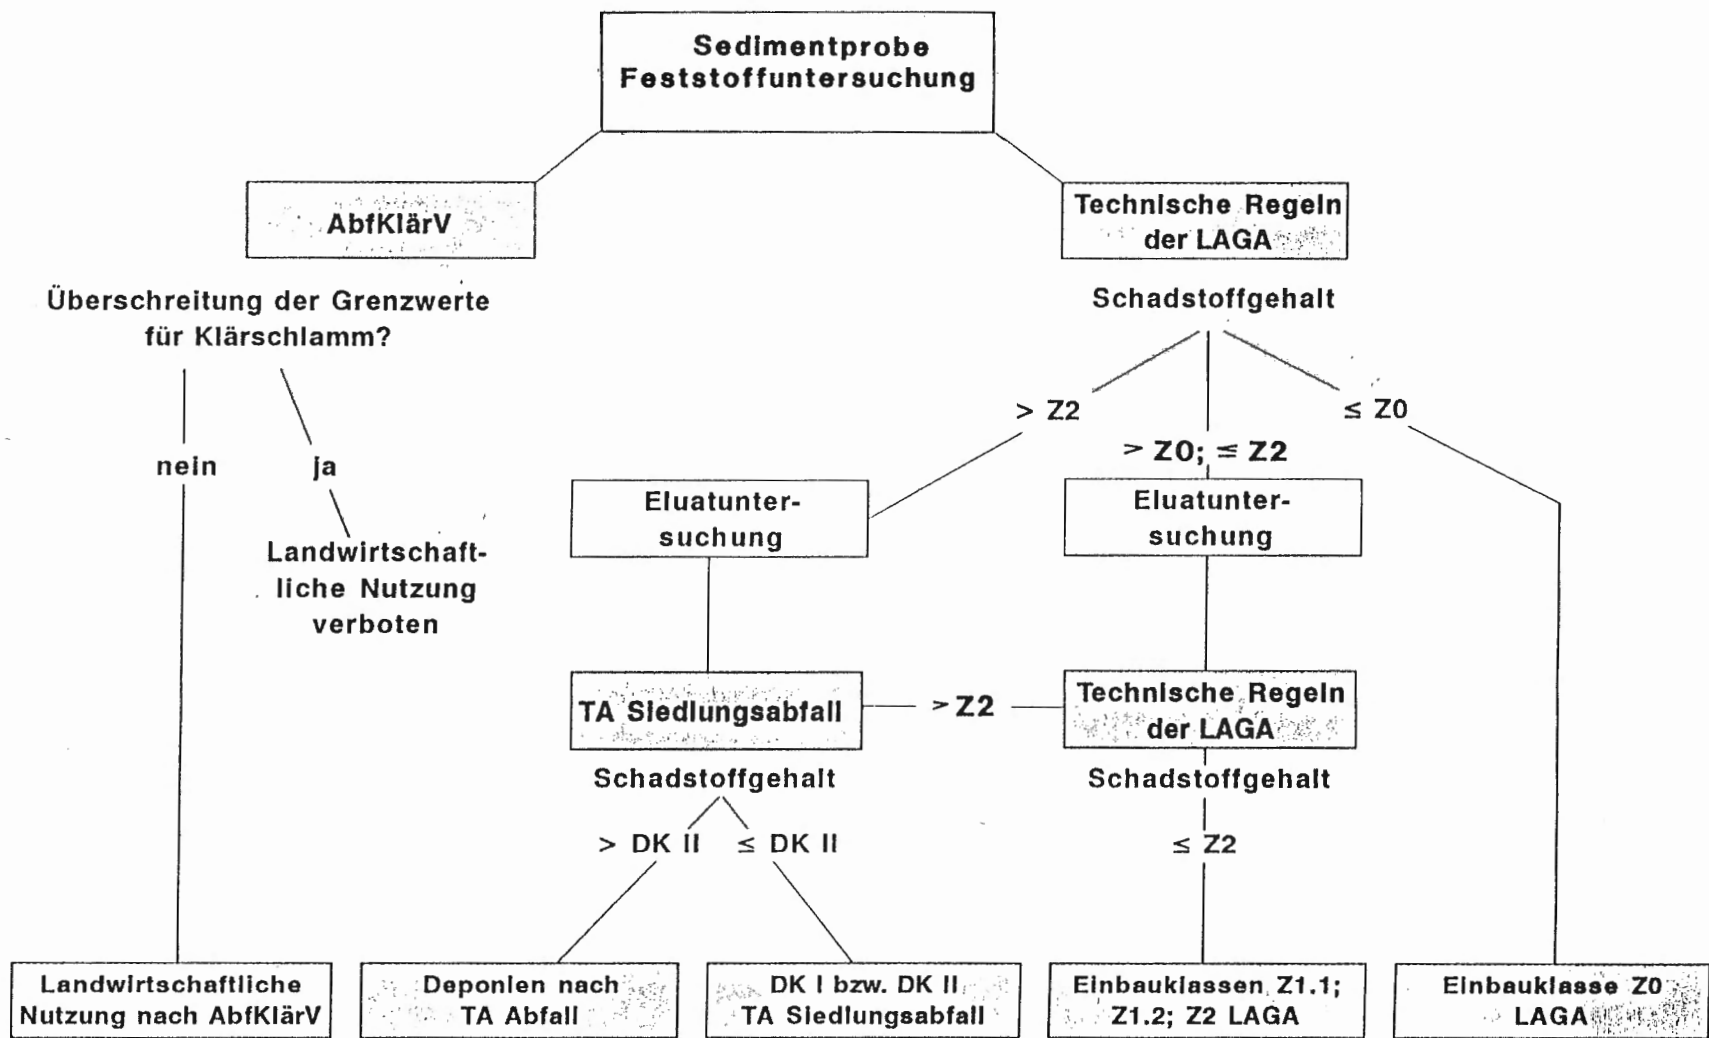 Sedimentprobe
Feststoffuntersuchung
AbfKlärV
Technische Regeln
der LAGA
Überschreitung der Grenzwerte
für Klärschlamm?
Schadstoffgehalt
> Z2
≤ Z0
> Z0; ≤ Z2
nein
ja
Eluatunter-
suchung
Eluatunter-
suchung
Landwirtschaft-
liche Nutzung
verboten
TA Siedlungsabfall
> Z2
Technische Regeln
der LAGA
Schadstoffgehalt
Schadstoffgehalt
> DK II
≤ DK II
≤ Z2
Landwirtschaftliche
Nutzung nach AbfKlärV
Deponien nach
TA Abfall
DK I bzw. DK II
TA Siedlungsabfall
Einbauklassen Z1.1;
Z1.2; Z2 LAGA
Einbauklasse Z0
LAGA